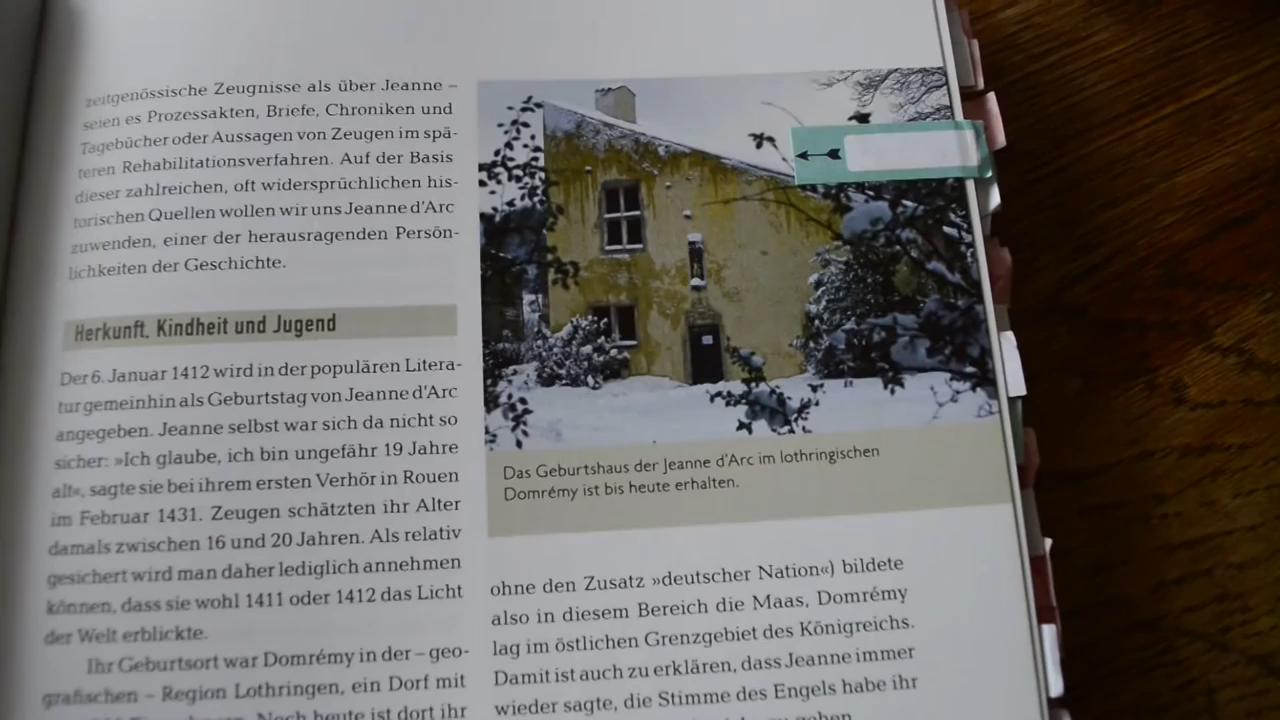 zeitgenössische Zeugnisse als über Jeanne –
seien es Prozessakten, Briefe, Chroniken und
Tagebücher oder Aussagen von Zeugen im spä-
teren Rehabilitationsverfahren. Auf der Basis
dieser zahlreichen, oft widersprüchlichen his-
torischen Quellen wollen wir uns Jeanne d'Arc
zuwenden, einer der herausragenden Persön-
lichkeiten der Geschichte.
Herkunft, Kindheit und Jugend
Der 6. Januar 1412 wird in der populären Litera-
tur gemeinhin als Geburtstag von Jeanne d'Arc
angegeben. Jeanne selbst war sich da nicht so
sicher: »Ich glaube, ich bin ungefähr 19 Jahre
alt«, sagte sie bei ihrem ersten Verhör in Rouen
im Februar 1431. Zeugen schätzten ihr Alter
damals zwischen 16 und 20 Jahren. Als relativ
gesichert wird man daher lediglich annehmen
können, dass sie wohl 1411 oder 1412 das Licht
der Welt erblickte.
Ihr Geburtsort war Domrémy in der – geo-
grafischen – Region Lothringen, ein Dorf mit
Noch heute ist dort ihr
Das Geburtshaus der Jeanne d'Arc im lothringischen
Domrémy ist bis heute erhalten.
ohne den Zusatz »deutscher Nation«) bildete
also in diesem Bereich die Maas, Domrémy
lag im östlichen Grenzgebiet des Königreichs.
Damit ist auch zu erklären, dass Jeanne immer
wieder sagte, die Stimme des Engels habe ihr